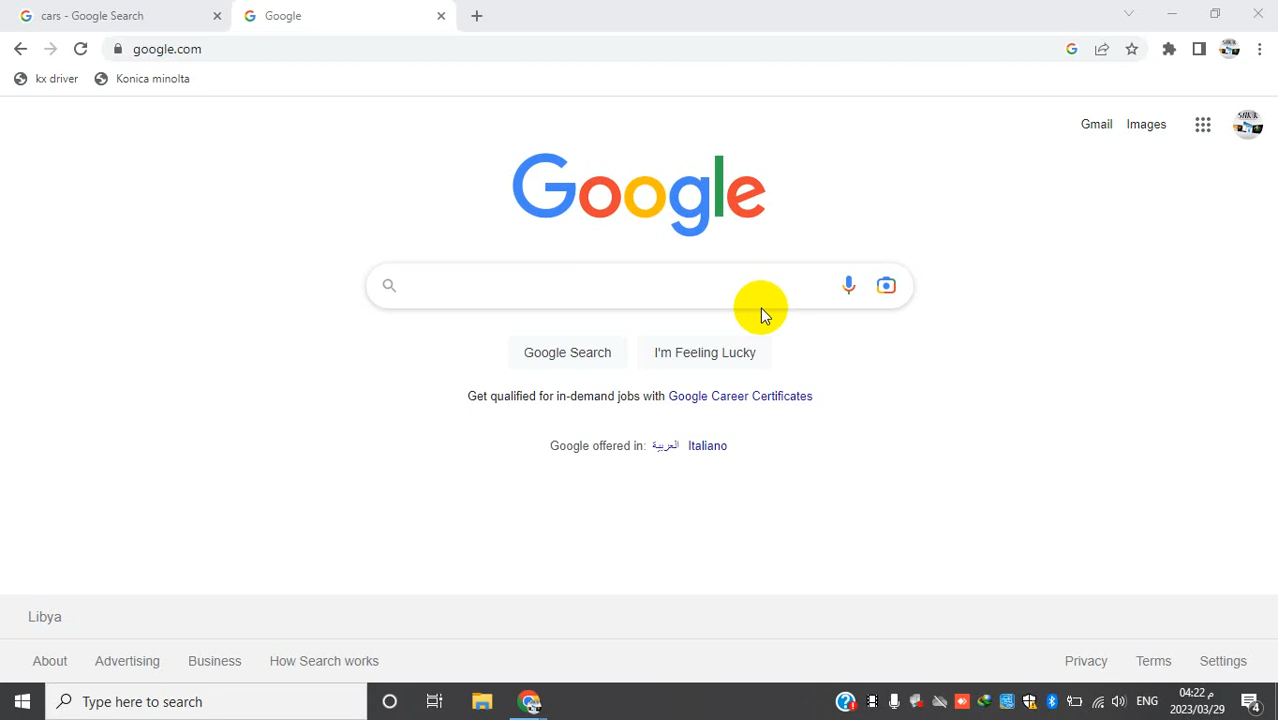 cars - Google Search
Google
google.com
kx driver
Konica minolta
Gmail
Images
Google
Google Search
I'm Feeling Lucky
Get qualified for in-demand jobs with Google Career Certificates
Google offered in: العربية Italiano
Libya
About
Advertising
Business
How Search works
Privacy
Terms
Settings
Type here to search
ENG
04:22 م
2023/03/29
4